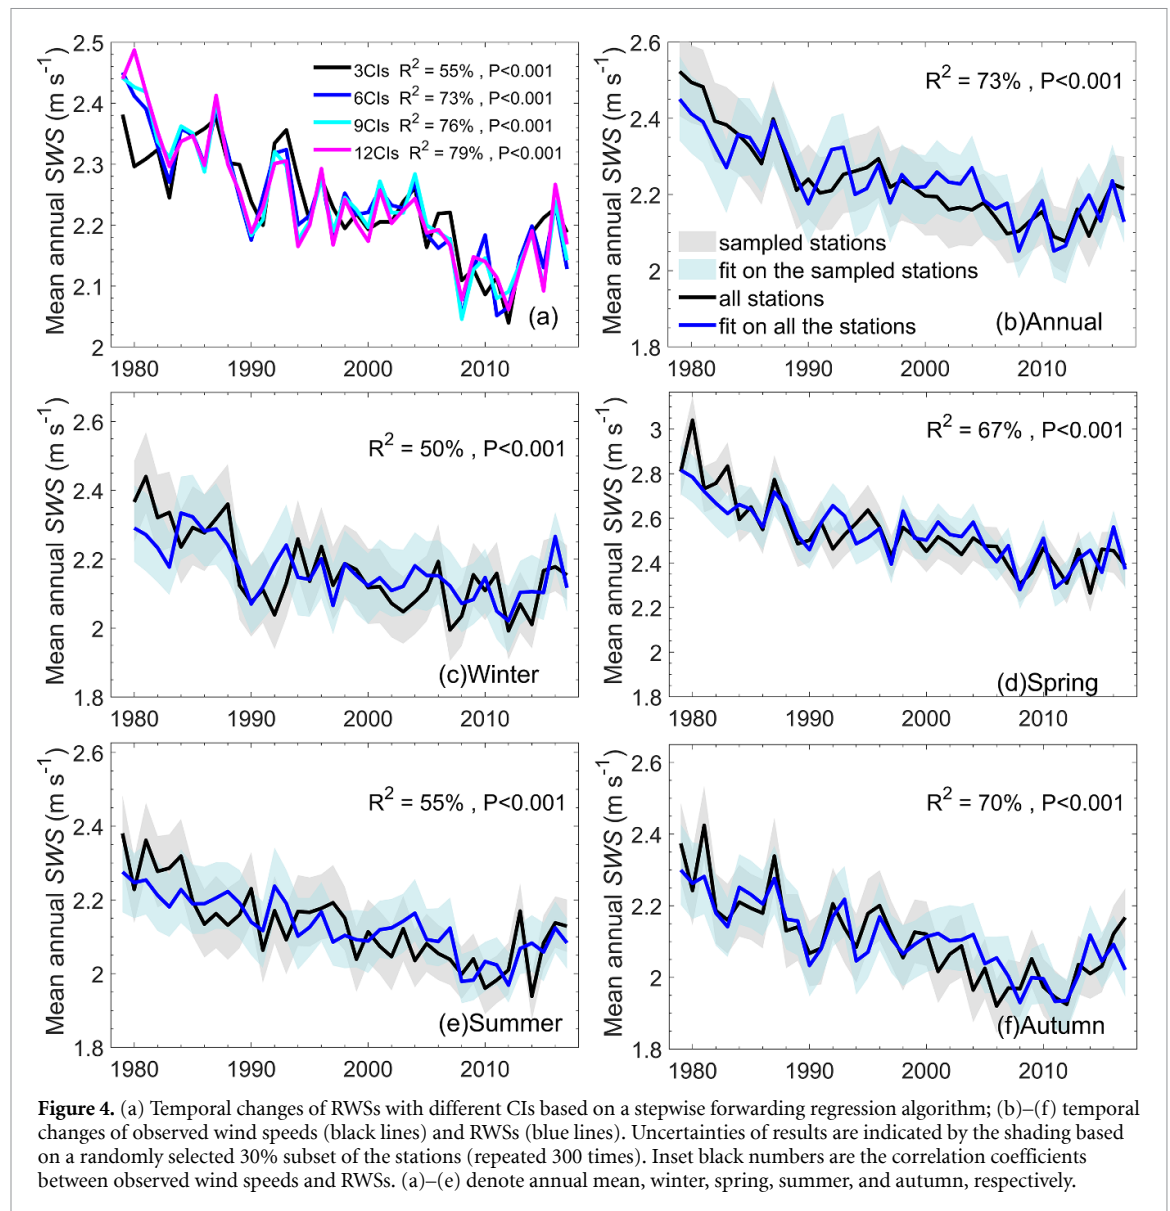 Mean annual SWS (m s⁻¹)
2.5
2.4
2.3
2.2
2.1
2
3CIs R² = 55% , P<0.001
6CIs R² = 73% , P<0.001
9CIs R² = 76% , P<0.001
12CIs R² = 79% , P<0.001
(a)
1980 1990 2000 2010
Mean annual SWS (m s⁻¹)
2.6
2.4
2.2
2
1.8
R² = 73% , P<0.001
sampled stations
fit on the sampled stations
all stations
fit on all the stations
(b)Annual
1980 1990 2000 2010
Mean annual SWS (m s⁻¹)
2.6
2.4
2.2
2
1.8
R² = 50% , P<0.001
(c)Winter
1980 1990 2000 2010
Mean annual SWS (m s⁻¹)
3
2.8
2.6
2.4
2.2
2
1.8
R² = 67% , P<0.001
(d)Spring
1980 1990 2000 2010
Mean annual SWS (m s⁻¹)
2.6
2.4
2.2
2
1.8
R² = 55% , P<0.001
(e)Summer
1980 1990 2000 2010
Mean annual SWS (m s⁻¹)
2.6
2.4
2.2
2
1.8
R² = 70% , P<0.001
(f)Autumn
1980 1990 2000 2010
Figure 4. (a) Temporal changes of RWSs with different CIs based on a stepwise forwarding regression algorithm; (b)–(f) temporal
changes of observed wind speeds (black lines) and RWSs (blue lines). Uncertainties of results are indicated by the shading based
on a randomly selected 30% subset of the stations (repeated 300 times). Inset black numbers are the correlation coefficients
between observed wind speeds and RWSs. (a)–(e) denote annual mean, winter, spring, summer, and autumn, respectively.